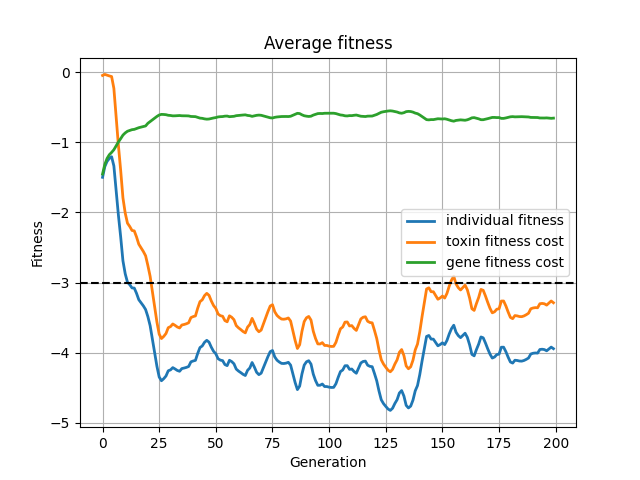 Average fitness
Fitness
0
−1
−2
−3
−4
−5
individual fitness
toxin fitness cost
gene fitness cost
0
25
50
75
100
125
150
175
200
Generation